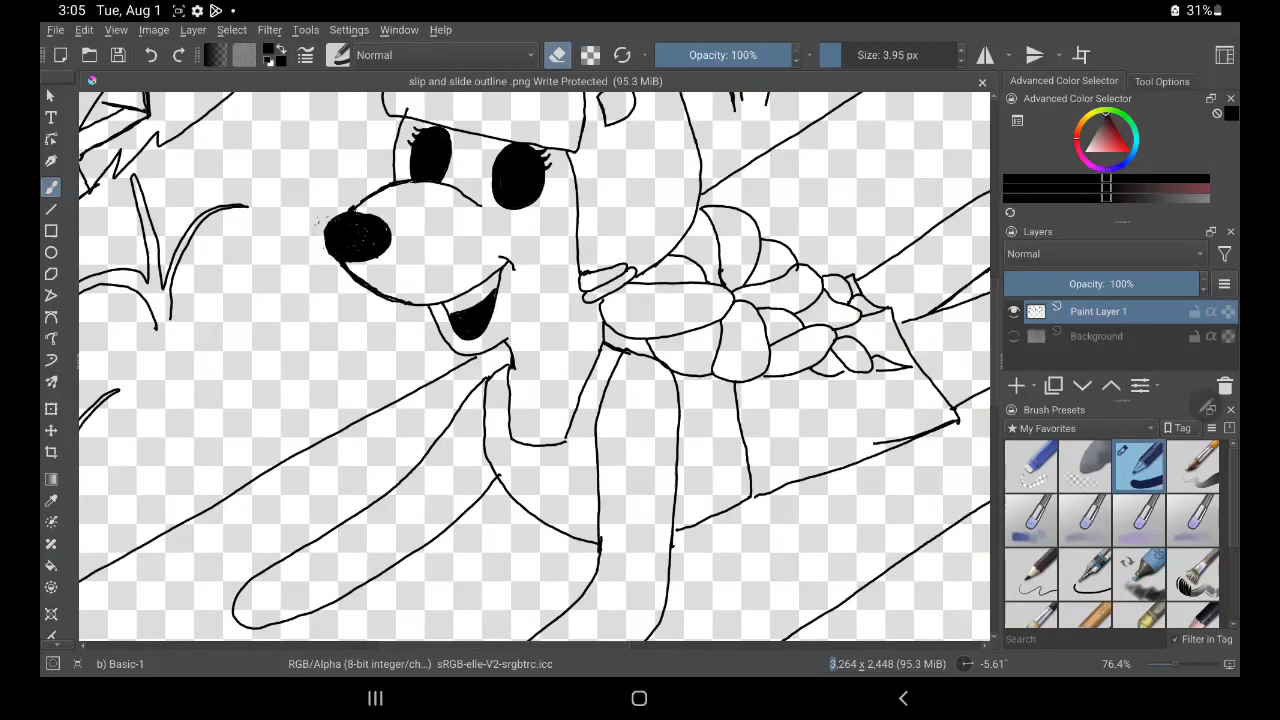 3:05 Tue, Aug 1
31%
File Edit View Image Layer Select Filter Tools Settings Window Help
Normal
Opacity: 100%
Size: 3.95 px
slip and slide outline .png Write Protected (95.3 MiB)
Advanced Color Selector
Tool Options
Advanced Color Selector
Layers
Normal
Opacity: 100%
Paint Layer 1
Background
Brush Presets
My Favorites
Tag
Search
Filter in Tag
b) Basic-1
RGB/Alpha (8-bit integer/ch...) sRGB-elle-V2-srgbtrc.icc
3,264 x 2,448 (95.3 MiB)
-5.61°
76.4%